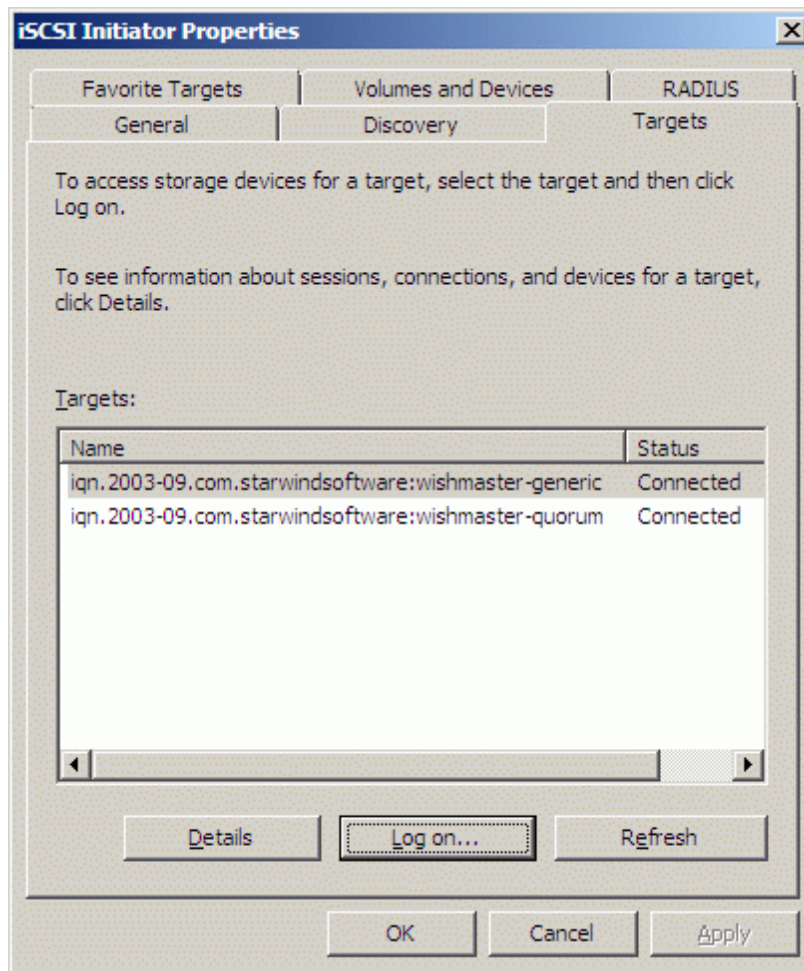 iSCSI Initiator Properties
Favorite Targets
Volumes and Devices
RADIUS
General
Discovery
Targets
To access storage devices for a target, select the target and then click
Log on.
To see information about sessions, connections, and devices for a target,
click Details.
Targets:
Name Status
iqn.2003-09.com.starwindsoftware:wishmaster-generic Connected
iqn.2003-09.com.starwindsoftware:wishmaster-quorum Connected
Details Log on... Refresh
OK Cancel Apply